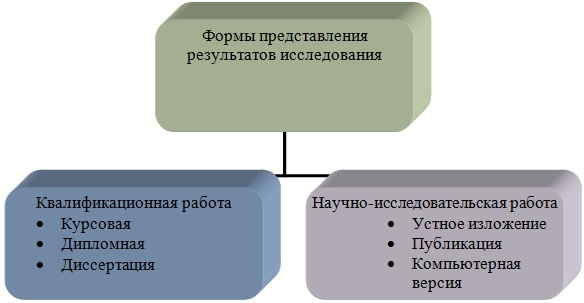 Формы представления
результатов исследования
Квалификационная работа
• Курсовая
• Дипломная
• Диссертация
Научно-исследовательская работа
• Устное изложение
• Публикация
• Компьютерная
версия